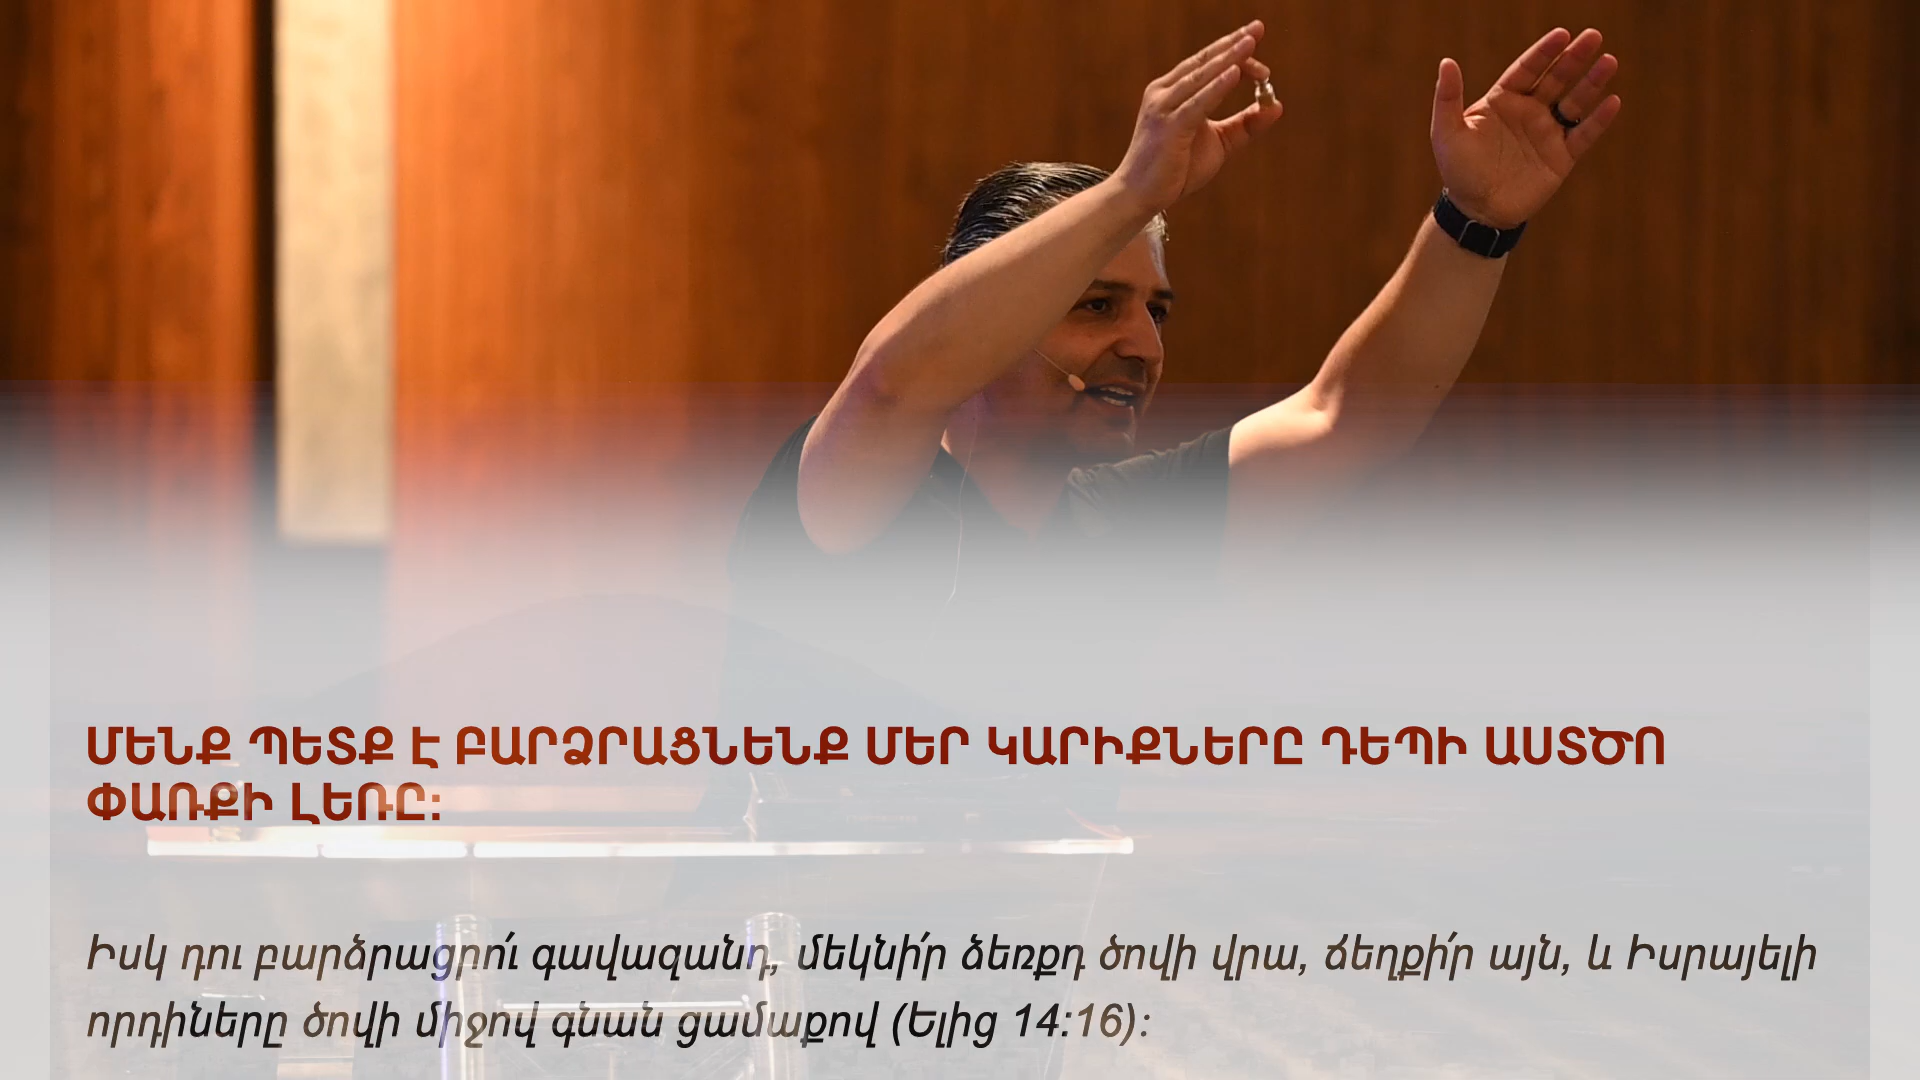 ՄԵՆՔ ՊԵՏՔ Է ԲԱՐՁՐԱՑՆԵՆՔ ՄԵՐ ԿԱՐԻՔՆԵՐԸ ԴԵՊԻ ԱՍՏԾՈ
ՓԱՌՔԻ ԼԵՌԸ։
Իսկ դու բարձրացրո՛ւ գավազանդ, մեկնի՛ր ձեռքդ ծովի վրա, ճեղքի՛ր այն, և Իսրայելի
որդիները ծովի միջով գնան ցամաքով (Ելից 14:16)։